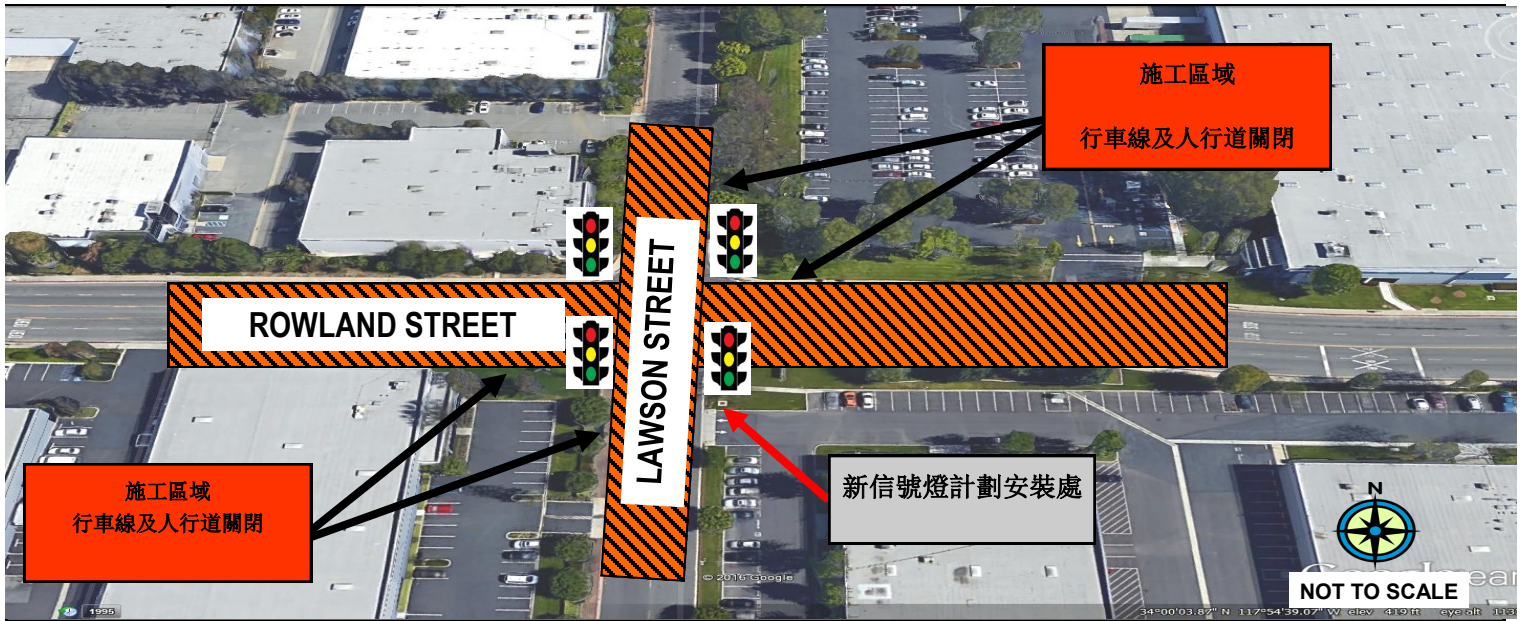 施工區域
行車線及人行道關閉
ROWLAND STREET
LAWSON STREET
施工區域
行車線及人行道關閉
新信號燈計劃安裝處
N
NOT TO SCALE
© 2016 Google
1995
34°00'03.87" N 117°54'39.07" W elev 419 ft eye alt